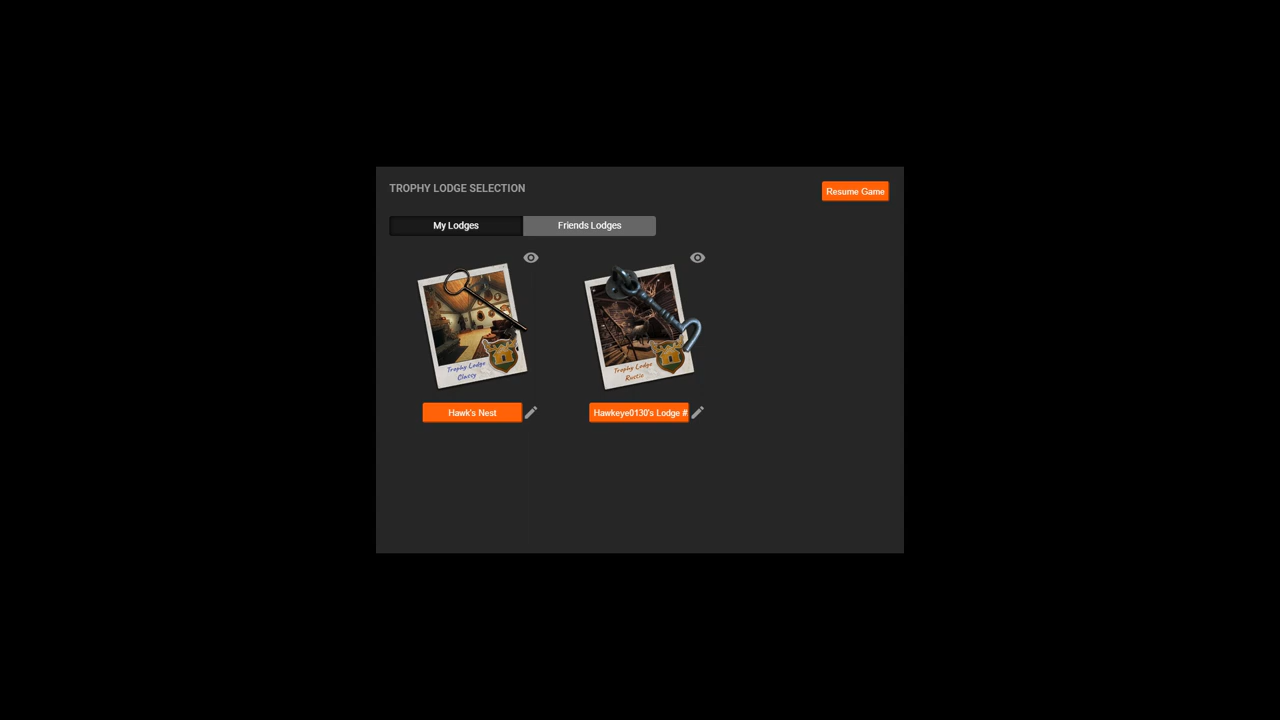 TROPHY LODGE SELECTION
Resume Game
My Lodges
Friends Lodges
Trophy Lodge
Classy
Trophy Lodge
Rustic
Hawk's Nest
Hawkeye0130's Lodge #